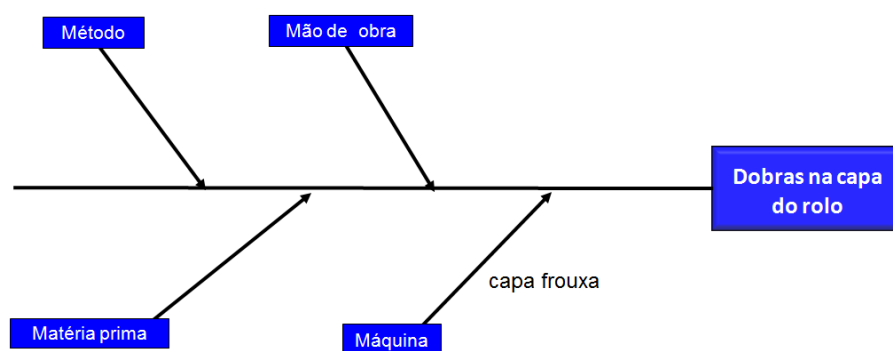 Método
Mão de obra
Dobras na capa
do rolo
capa frouxa
Matéria prima
Máquina